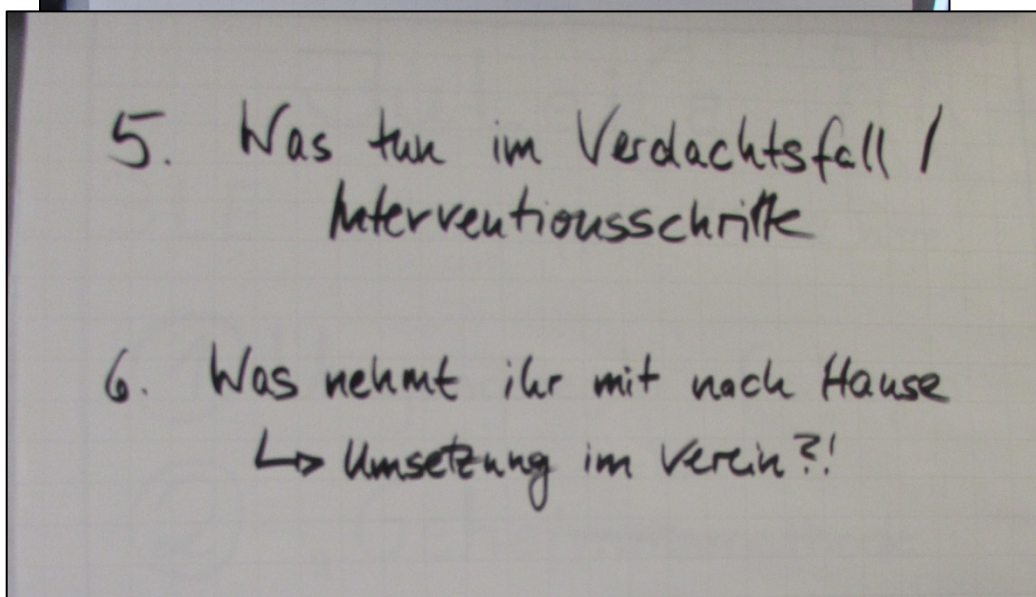 5. Was tun im Verdachtsfall /
Interventionsschritte
6. Was nehmt ihr mit nach Hause
↳ Umsetzung im Verein?!